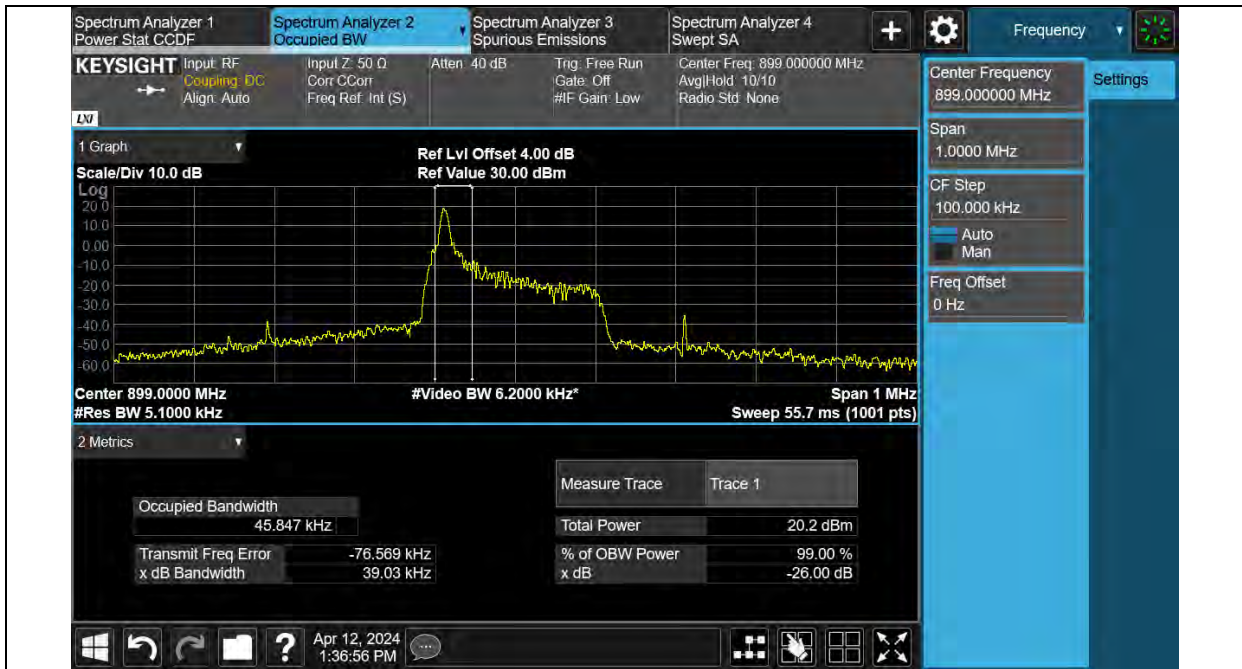 Spectrum Analyzer 1
Power Stat CCDF
Spectrum Analyzer 2
Occupied BW
Spectrum Analyzer 3
Spurious Emissions
Spectrum Analyzer 4
Swept SA
+
Frequency
KEYSIGHT
LXI
Input: RF
Coupling: DC
Align: Auto
Input Z: 50 Ω
Corr CCorr
Freq Ref: Int (S)
Atten: 40 dB
Trig: Free Run
Gate: Off
#IF Gain: Low
Center Freq: 899.000000 MHz
Avg|Hold: 10/10
Radio Std: None
Center Frequency
899.000000 MHz
Settings
Span
1.0000 MHz
CF Step
100.000 kHz
Auto
Man
Freq Offset
0 Hz
1 Graph
Scale/Div 10.0 dB
Ref Lvl Offset 4.00 dB
Ref Value 30.00 dBm
Log
20.0
10.0
0.00
-10.0
-20.0
-30.0
-40.0
-50.0
-60.0
Center 899.0000 MHz
#Video BW 6.2000 kHz*
Span 1 MHz
#Res BW 5.1000 kHz
Sweep 55.7 ms (1001 pts)
2 Metrics
Measure Trace Trace 1
Occupied Bandwidth
45.847 kHz
Total Power 20.2 dBm
Transmit Freq Error -76.569 kHz
% of OBW Power 99.00 %
x dB Bandwidth 39.03 kHz
x dB -26.00 dB
?
Apr 12, 2024
1:36:56 PM